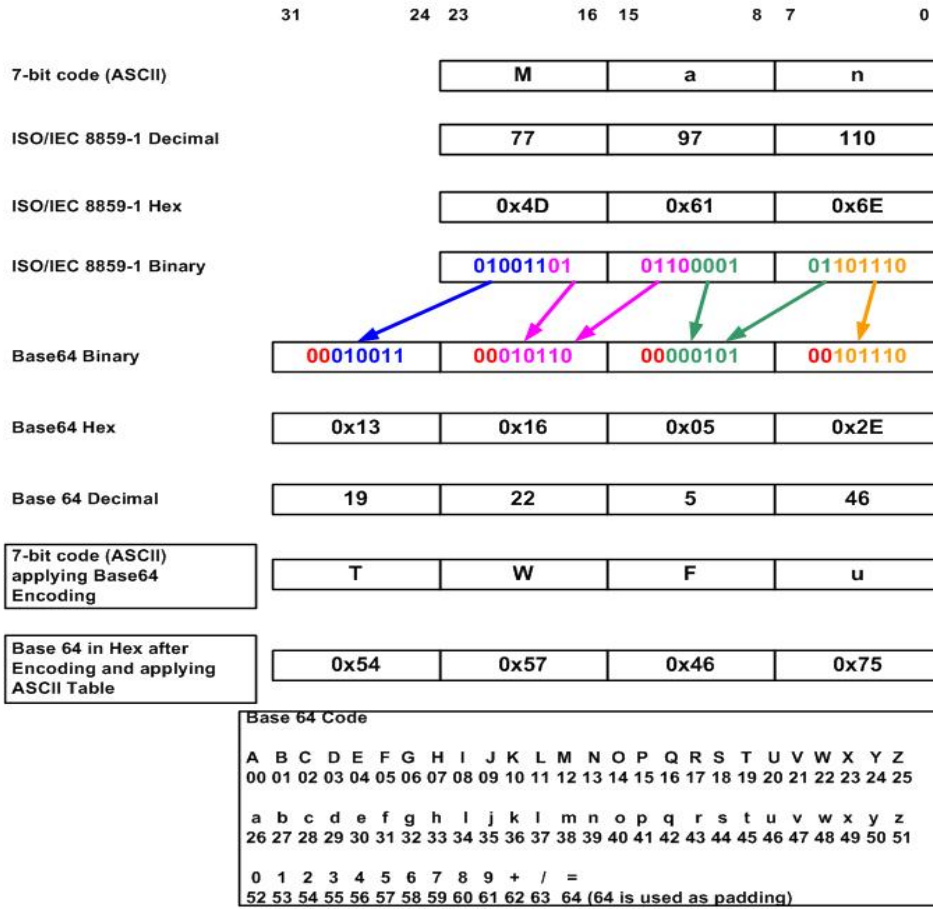 31 24 23 16 15 8 7 0
7-bit code (ASCII) M a n
ISO/IEC 8859-1 Decimal 77 97 110
ISO/IEC 8859-1 Hex 0x4D 0x61 0x6E
ISO/IEC 8859-1 Binary 01001101 01100001 01101110
Base64 Binary 00010011 00010110 00000101 00101110
Base64 Hex 0x13 0x16 0x05 0x2E
Base 64 Decimal 19 22 5 46
7-bit code (ASCII)
applying Base64
Encoding
T W F u
Base 64 in Hex after
Encoding and applying
ASCII Table
0x54 0x57 0x46 0x75
Base 64 Code
A B C D E F G H I J K L M N O P Q R S T U V W X Y Z
00 01 02 03 04 05 06 07 08 09 10 11 12 13 14 15 16 17 18 19 20 21 22 23 24 25
a b c d e f g h I j k l m n o p q r s t u v w x y z
26 27 28 29 30 31 32 33 34 35 36 37 38 39 40 41 42 43 44 45 46 47 48 49 50 51
0 1 2 3 4 5 6 7 8 9 + / =
52 53 54 55 56 57 58 59 60 61 62 63 64 (64 is used as padding)